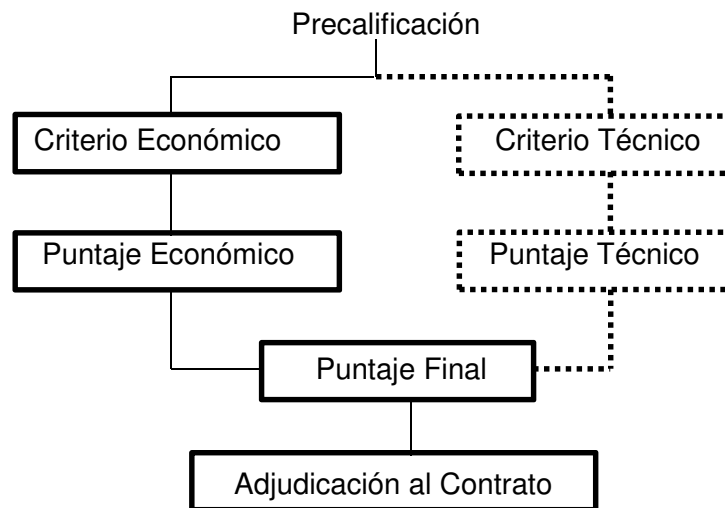 Precalificación
Criterio Económico
Criterio Técnico
Puntaje Económico
Puntaje Técnico
Puntaje Final
Adjudicación al Contrato